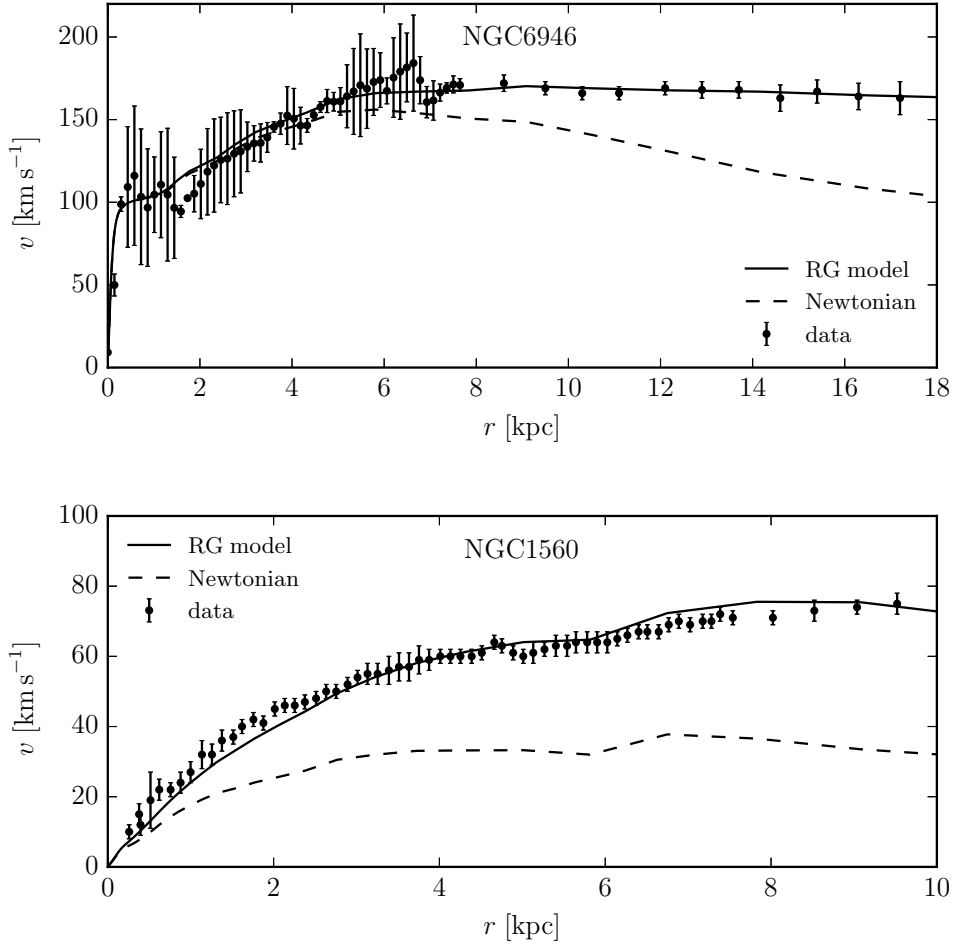 NGC6946
v [km s⁻¹]
200
150
100
50
0
RG model
Newtonian
data
0 2 4 6 8 10 12 14 16 18
r [kpc]
NGC1560
v [km s⁻¹]
100
80
60
40
20
0
RG model
Newtonian
data
0 2 4 6 8 10
r [kpc]